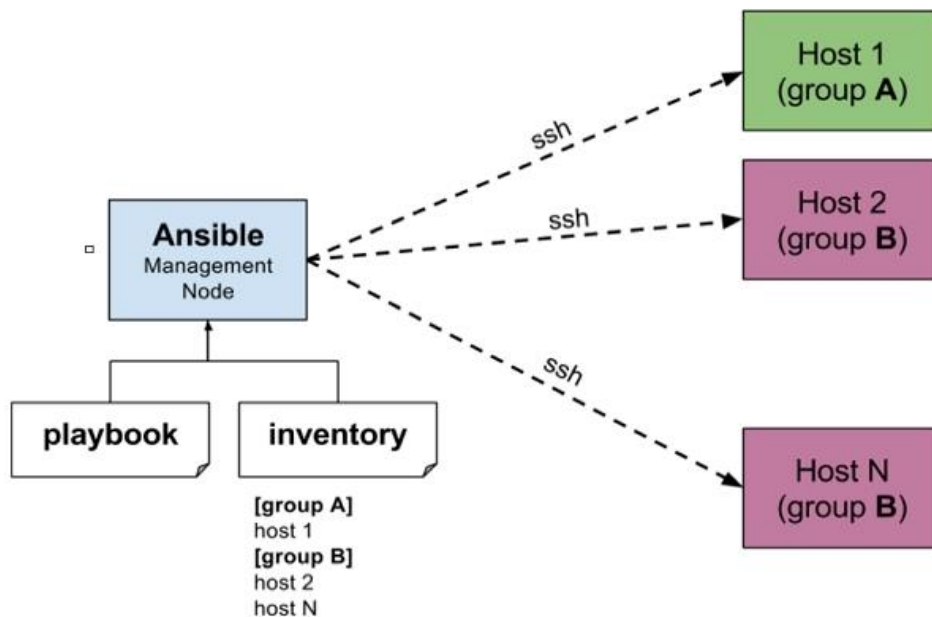 Host 1
(group A)
ssh
Host 2
(group B)
ssh
Ansible
Management
Node
ssh
playbook
inventory
Host N
(group B)
[group A]
host 1
[group B]
host 2
host N